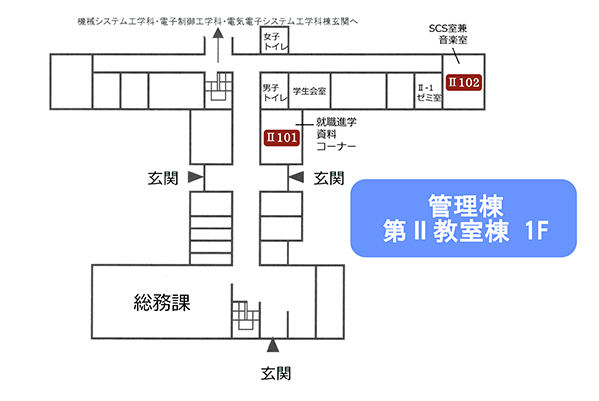 機械システム工学科・電子制御工学科・電気電子システム工学科棟玄関へ
女子
トイレ
SCS室兼
音楽室
男子
トイレ
学生会室
Ⅱ-1
ゼミ室
Ⅱ102
Ⅱ101
就職進学
資料
コーナー
玄関
玄関
管理棟
第Ⅱ教室棟 1F
総務課
玄関